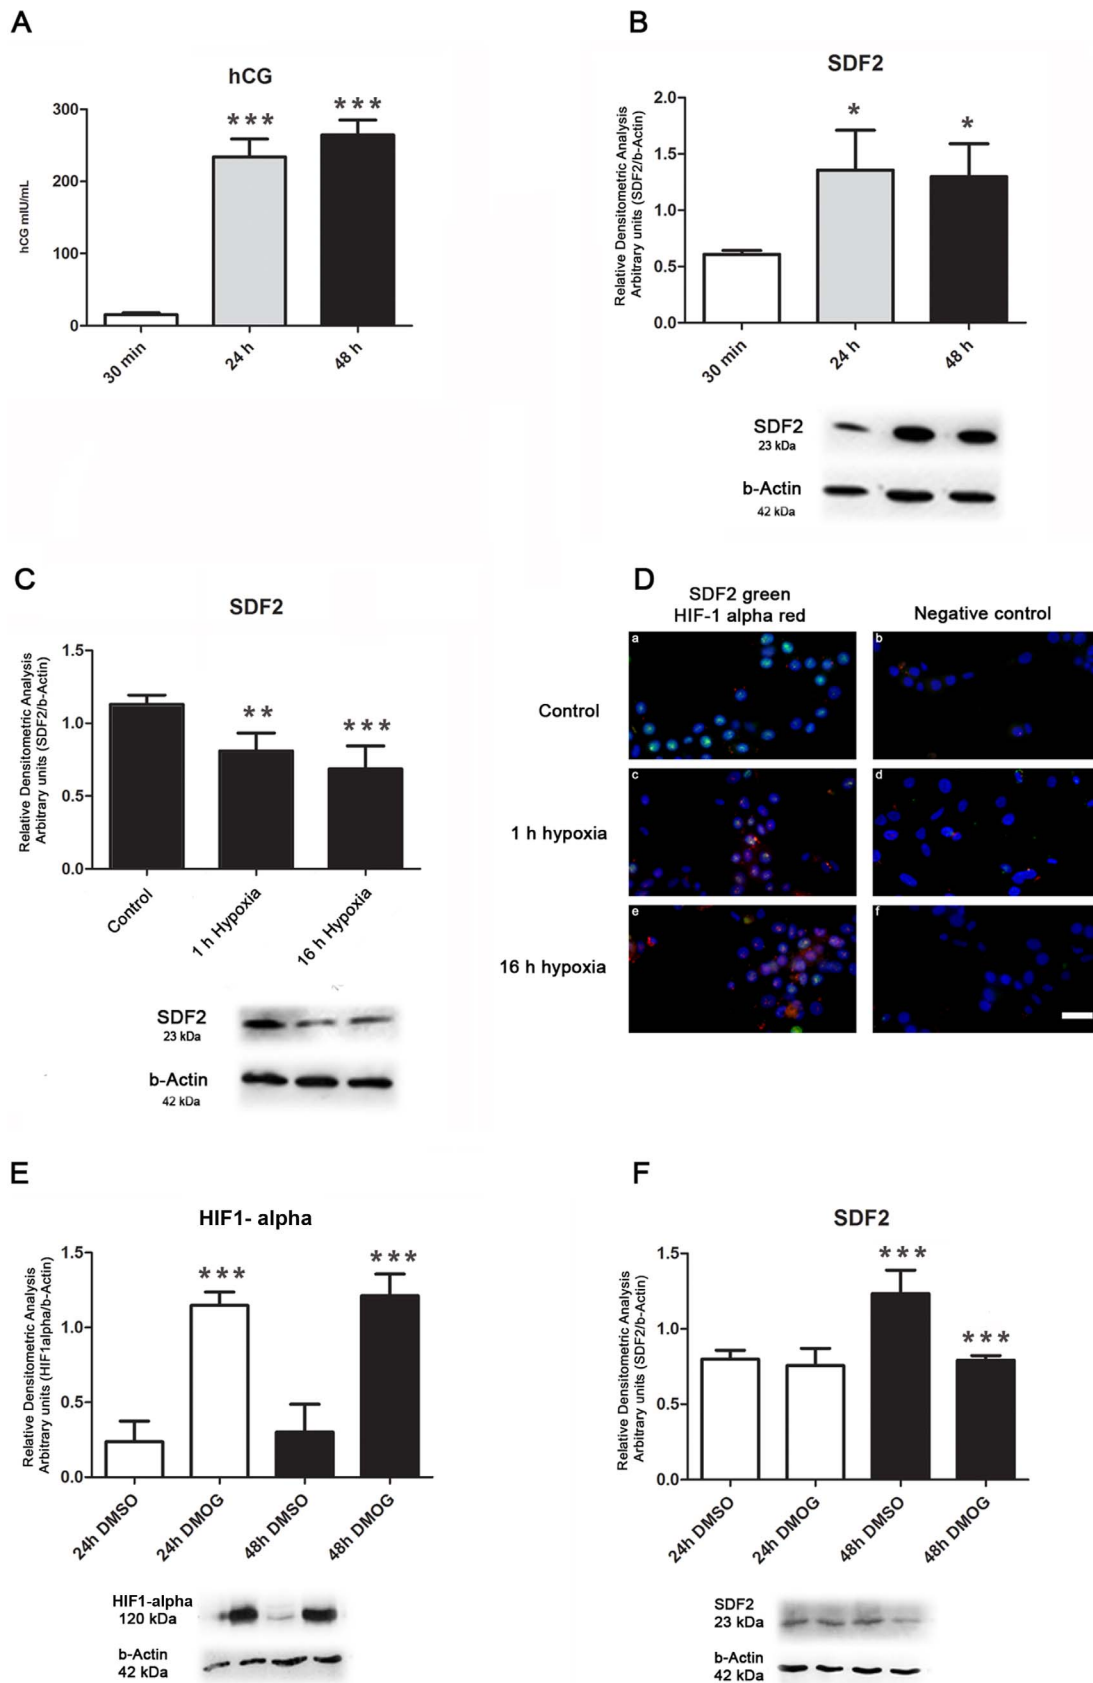 A
hCG
hCG mIU/mL
300
200
100
0
***
***
30 min
24 h
48 h
B
SDF2
Relative Densitometric Analysis
Arbitrary units (SDF2/b-Actin)
2.0
1.5
1.0
0.5
0.0
*
*
30 min
24 h
48 h
SDF2
23 kDa
b-Actin
42 kDa
C
SDF2
Relative Densitometric Analysis
Arbitrary units (SDF2/b-Actin)
1.5
1.0
0.5
0.0
**
***
Control
1 h Hypoxia
16 h Hypoxia
SDF2
23 kDa
b-Actin
42 kDa
D
SDF2 green
HIF-1 alpha red
Negative control
Control
a
b
1 h hypoxia
c
d
16 h hypoxia
e
f
E
HIF1- alpha
Relative Densitometric Analysis
Arbitrary units (HIF1alpha/b-Actin)
1.5
1.0
0.5
0.0
***
***
24h DMSO
24h DMOG
48h DMSO
48h DMOG
HIF1-alpha
120 kDa
b-Actin
42 kDa
F
SDF2
Relative Densitometric Analysis
Arbitrary units (SDF2/b-Actin)
1.5
1.0
0.5
0.0
***
***
24h DMSO
24h DMOG
48h DMSO
48h DMOG
SDF2
23 kDa
b-Actin
42 kDa